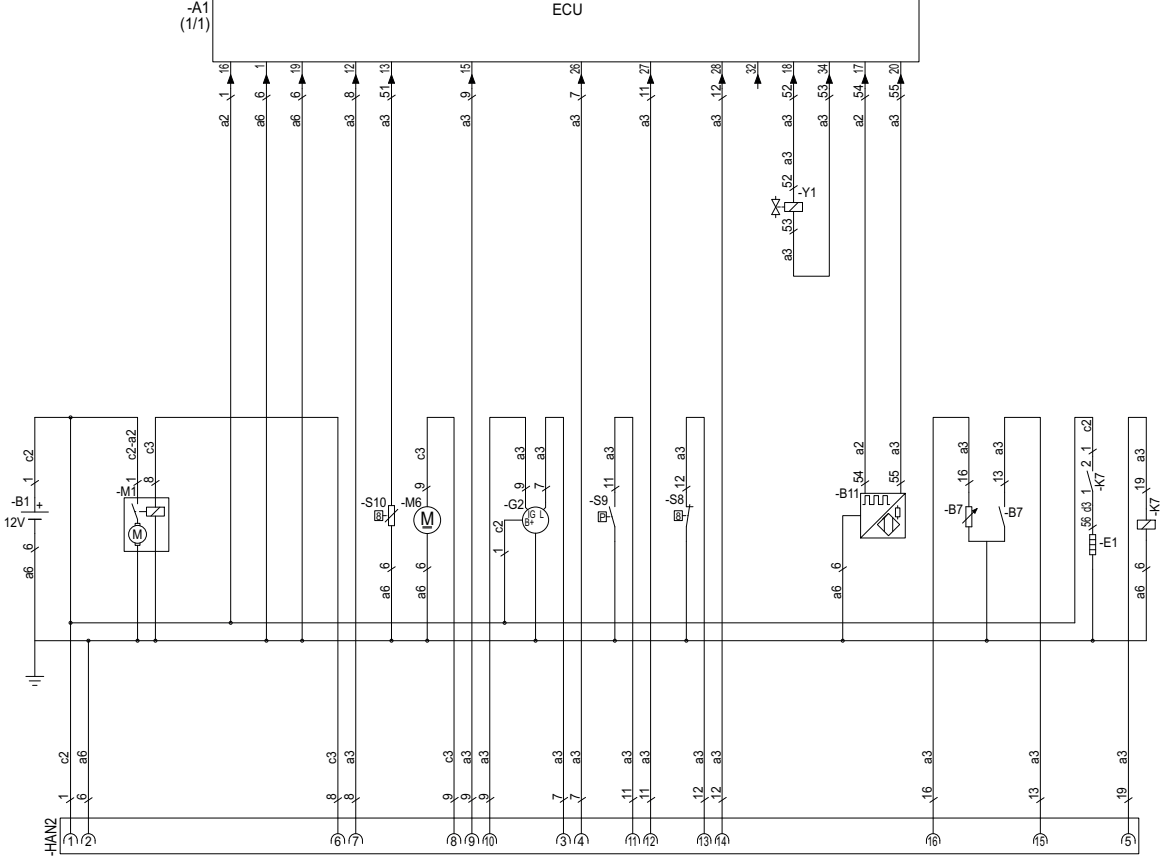 -A1
(1/1)
ECU
16 1 19 12 13 15 26 27 28 32 18 34 17 20
1 6 6 8 51 9 7 11 12 52 53 54 55
a2 a6 a6 a3 a3 a3 a3 a3 a3 a3 a3 a2 a3
a3
52
-Y1
53
a3
c2 c2-a2 c3 c3 a3 a3 a3 a3 a2 a3 a3 a3 c2 a3
1 1 8 9 9 7 11 12 54 55 16 13 1 19
2
-K7
1
-B1
+
12V
-M1
M
-S10
-M6
M
-G2
G L
B+
-S9
P
-S8
-B11
-B7
-B7
56 c3
-E1
-K7
c2
1
6 6 6 6 6
a6 a6 a6 a6 a6
c2 a6 c3 a3 c3 a3 a3 a3 a3 a3 a3 a3 a3 a3 a3 a3
1 6 8 8 9 9 9 7 7 11 11 12 12 16 13 19
-HAN2
1 2 6 7 8 9 10 3 4 11 12 13 14 16 15 5